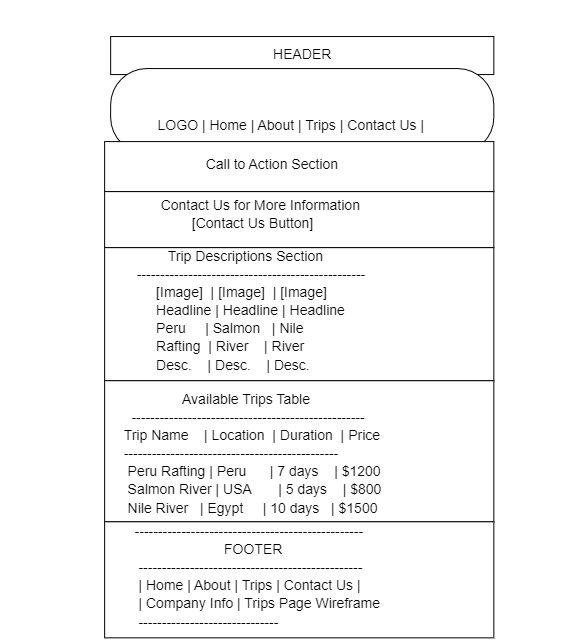 HEADER
LOGO | Home | About | Trips | Contact Us |
Call to Action Section
Contact Us for More Information
[Contact Us Button]
Trip Descriptions Section
---------------------------------------------------------
[Image] | [Image] | [Image]
Headline | Headline | Headline
Peru | Salmon | Nile
Rafting | River | River
Desc. | Desc. | Desc.
Available Trips Table
----------------------------------------------------------
Trip Name | Location | Duration | Price
-----------------------------------------------------
Peru Rafting | Peru | 7 days | $1200
Salmon River | USA | 5 days | $800
Nile River | Egypt | 10 days | $1500
---------------------------------------------------------
FOOTER
--------------------------------------------------------
| Home | About | Trips | Contact Us |
| Company Info | Trips Page Wireframe
-----------------------------------